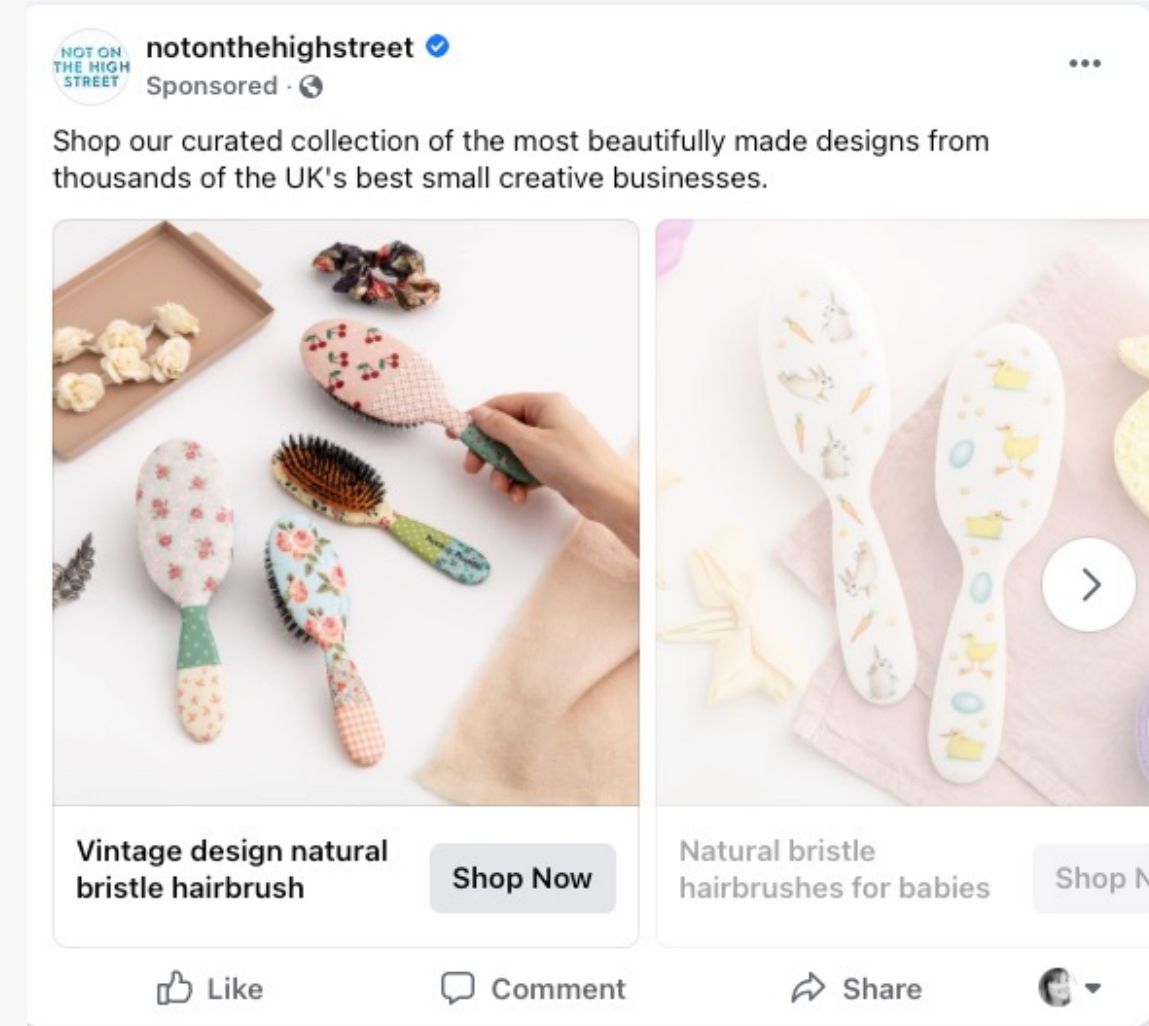 NOT ON
THE HIGH
STREET
notonthehighstreet
Sponsored ·
Shop our curated collection of the most beautifully made designs from
thousands of the UK's best small creative businesses.
Vintage design natural
bristle hairbrush
Shop Now
Natural bristle
hairbrushes for babies
Shop N
Like
Comment
Share